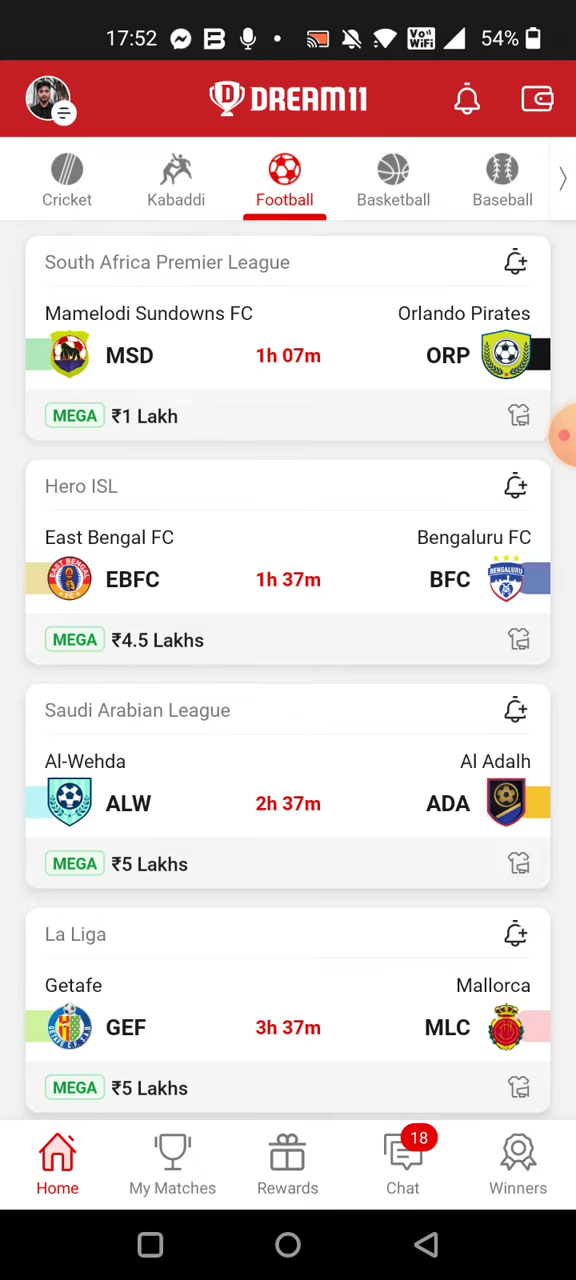 17:52
Vo))
WiFi
54%
DREAM11
Cricket
Kabaddi
Football
Basketball
Baseball
South Africa Premier League
Mamelodi Sundowns FC
Orlando Pirates
MSD
1h 07m
ORP
MEGA ₹1 Lakh
Hero ISL
East Bengal FC
Bengaluru FC
EBFC
1h 37m
BFC
BENGALURU
MEGA ₹4.5 Lakhs
Saudi Arabian League
Al-Wehda
Al Adalh
ALW
2h 37m
ADA
MEGA ₹5 Lakhs
La Liga
Getafe
Mallorca
GEF
3h 37m
MLC
MEGA ₹5 Lakhs
18
Home
My Matches
Rewards
Chat
Winners